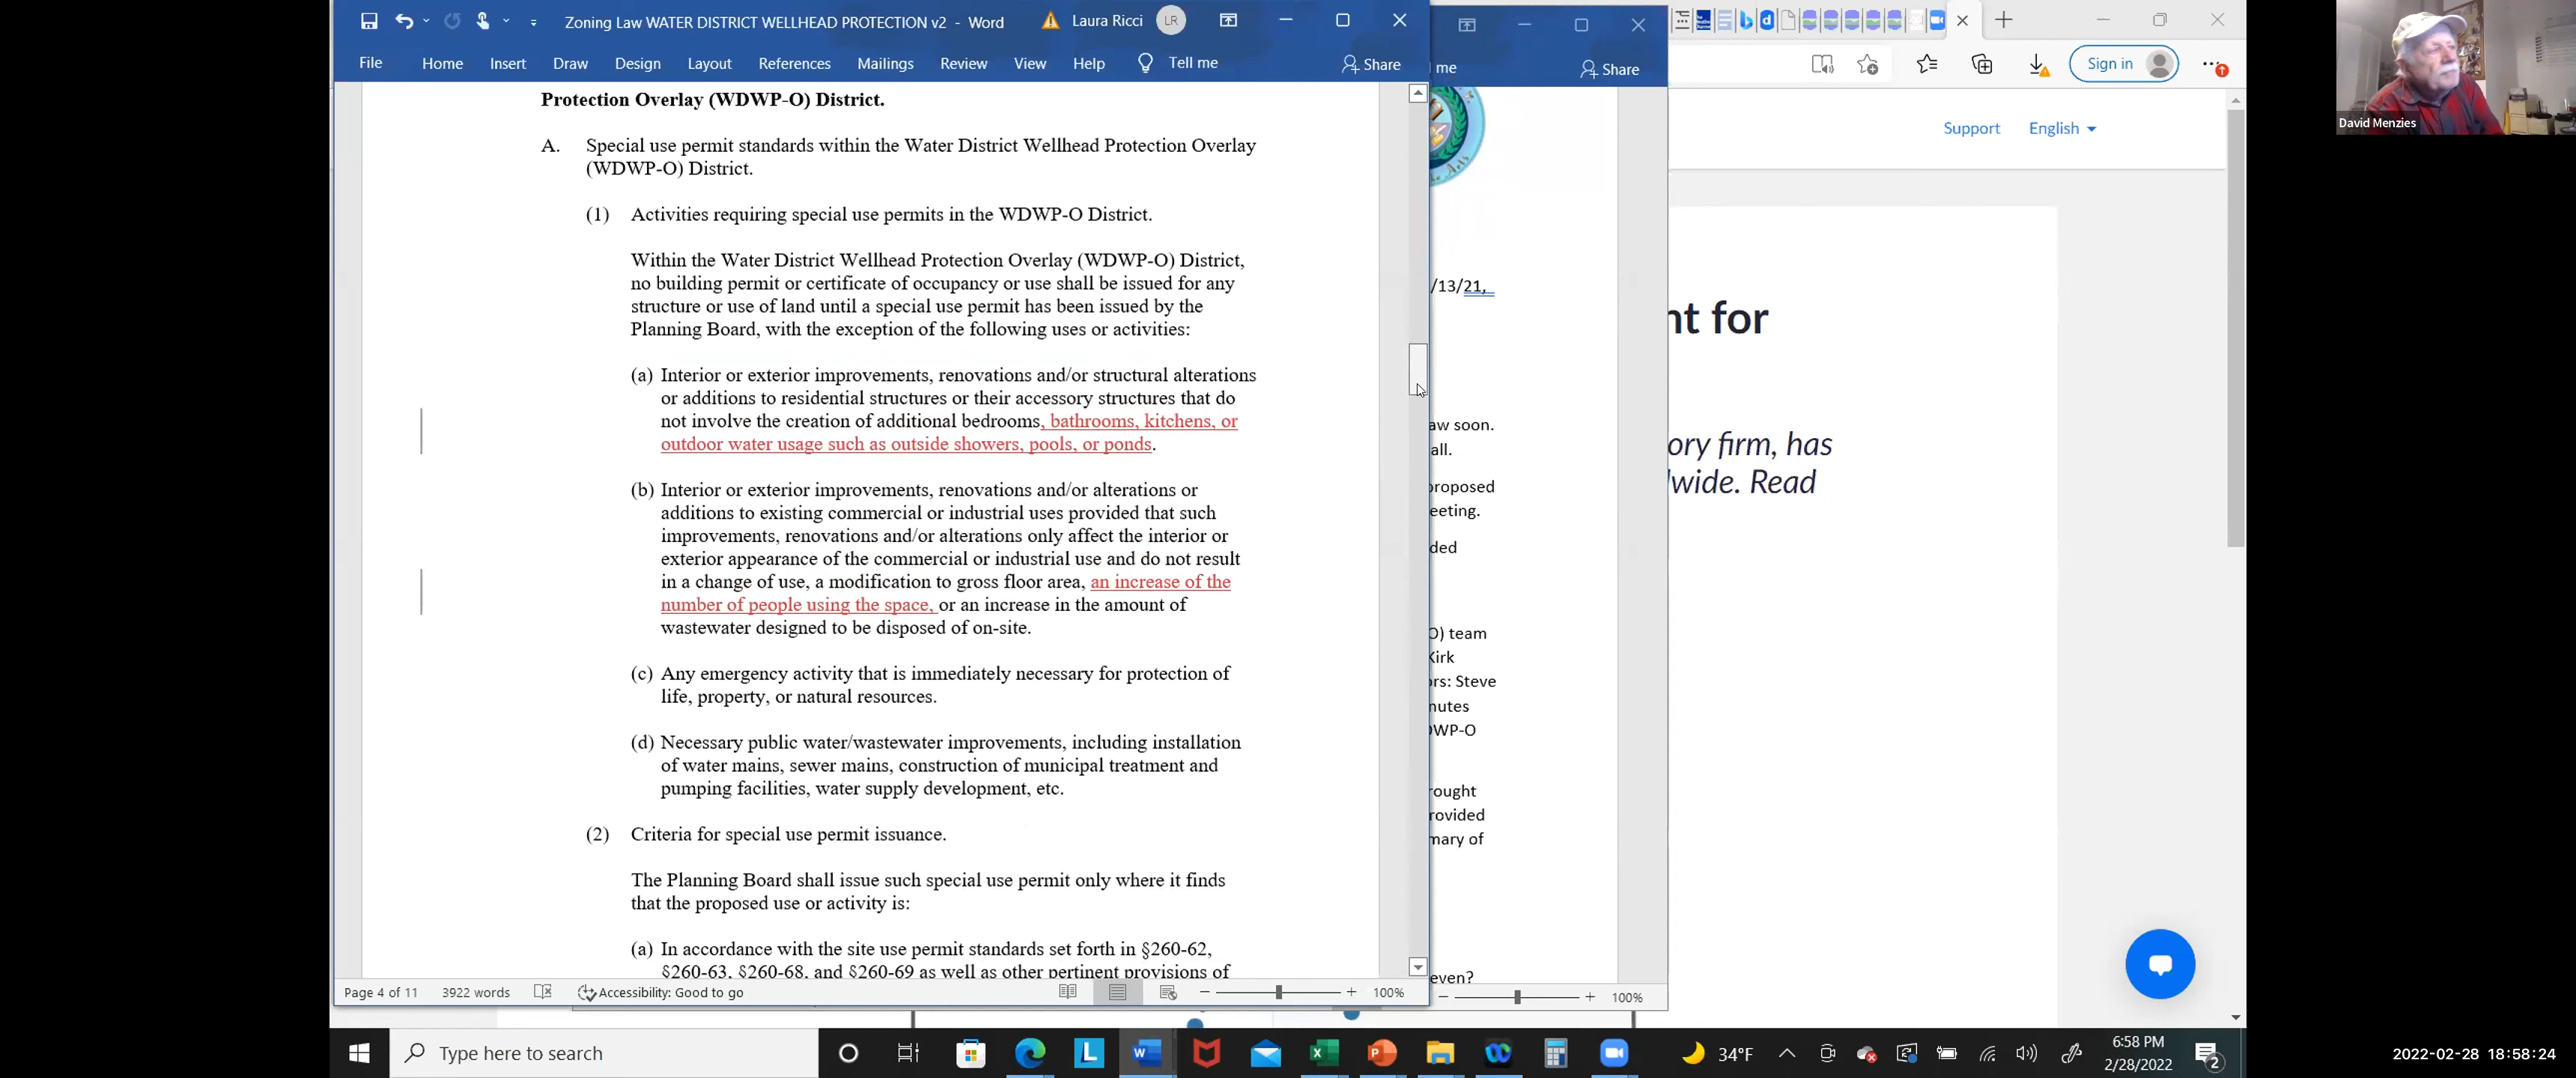 Zoning Law WATER DISTRICT WELLHEAD PROTECTION v2 - Word
Laura Ricci
LR
File Home Insert Draw Design Layout References Mailings Review View Help Tell me Share
Protection Overlay (WDWP-O) District.
A. Special use permit standards within the Water District Wellhead Protection Overlay
(WDWP-O) District.
(1) Activities requiring special use permits in the WDWP-O District.
Within the Water District Wellhead Protection Overlay (WDWP-O) District,
no building permit or certificate of occupancy or use shall be issued for any
structure or use of land until a special use permit has been issued by the
Planning Board, with the exception of the following uses or activities:
(a) Interior or exterior improvements, renovations and/or structural alterations
or additions to residential structures or their accessory structures that do
not involve the creation of additional bedrooms, bathrooms, kitchens, or
outdoor water usage such as outside showers, pools, or ponds.
(b) Interior or exterior improvements, renovations and/or alterations or
additions to existing commercial or industrial uses provided that such
improvements, renovations and/or alterations only affect the interior or
exterior appearance of the commercial or industrial use and do not result
in a change of use, a modification to gross floor area, an increase of the
number of people using the space, or an increase in the amount of
wastewater designed to be disposed of on-site.
(c) Any emergency activity that is immediately necessary for protection of
life, property, or natural resources.
(d) Necessary public water/wastewater improvements, including installation
of water mains, sewer mains, construction of municipal treatment and
pumping facilities, water supply development, etc.
(2) Criteria for special use permit issuance.
The Planning Board shall issue such special use permit only where it finds
that the proposed use or activity is:
(a) In accordance with the site use permit standards set forth in §260-62,
§260-63, §260-68, and §260-69 as well as other pertinent provisions of
Page 4 of 11 3922 words Accessibility: Good to go 100%
me Share
/13/21,
aw soon.
all.
proposed
eeting.
ded
O) team
Kirk
ors: Steve
nutes
DWP-O
rought
rovided
mary of
even?
100%
Sign in
Support English
nt for
ory firm, has
wide. Read
David Menzies
Type here to search
34°F
6:58 PM
2/28/2022
2
2022-02-28 18:58:24